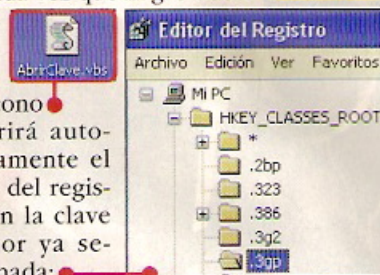 AbrirClave.vbs
ono
rirá auto-
amente el
del regis-
n la clave
or ya se-
ada:
Editor del Registro
Archivo Edición Ver Favoritos
Mi PC
HKEY_CLASSES_ROOT
*
.2bp
.323
.386
.3g2
.3gp